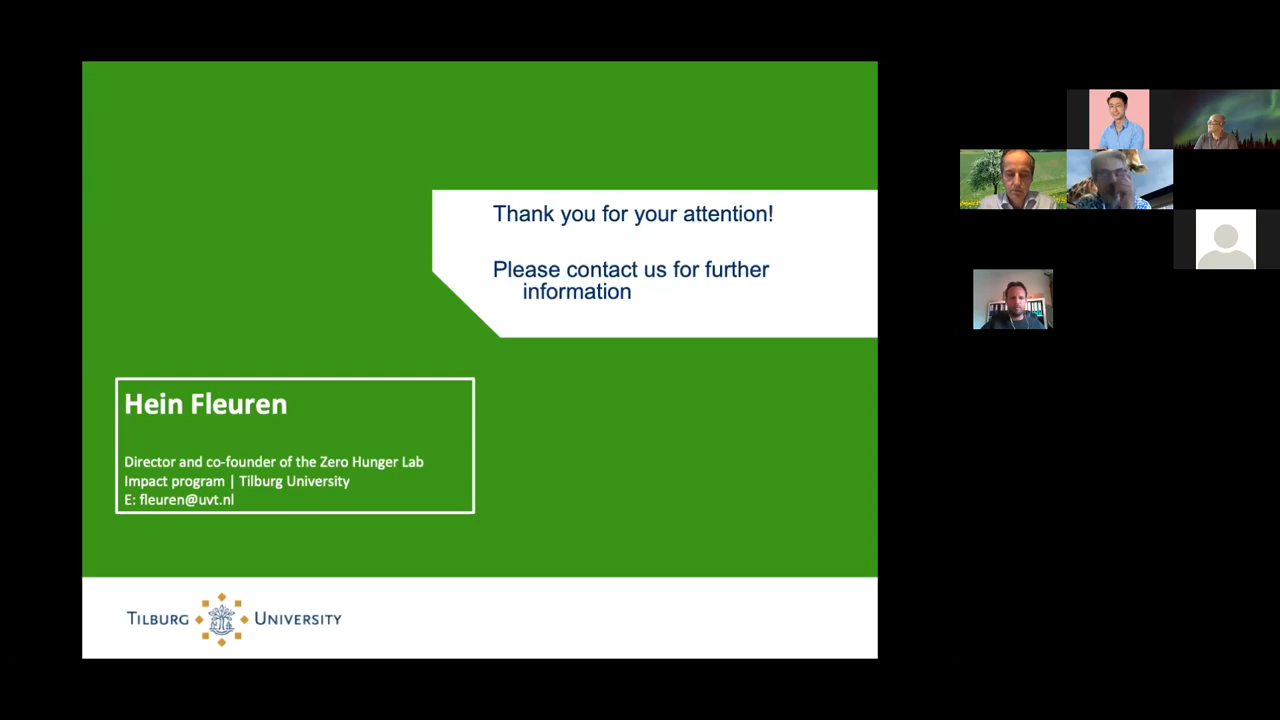 Thank you for your attention!
Please contact us for further
information
Hein Fleuren
Director and co-founder of the Zero Hunger Lab
Impact program | Tilburg University
E: fleuren@uvt.nl
TILBURG UNIVERSITY